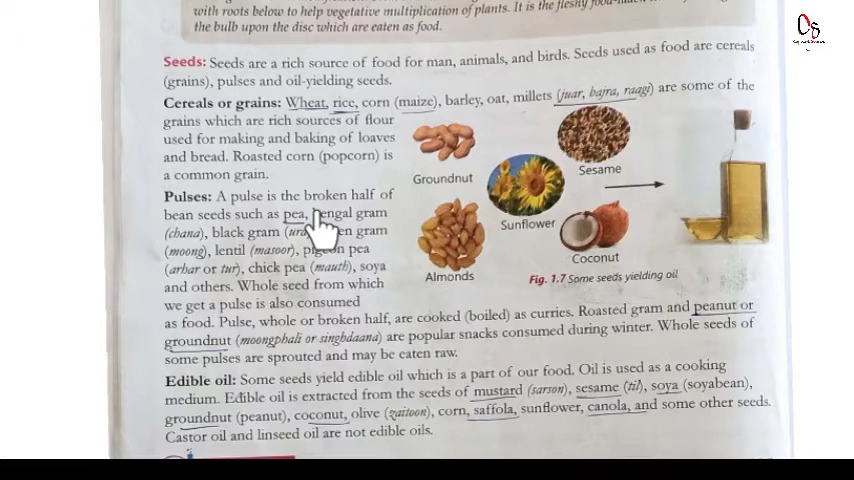 with roots below to help vegetative multiplication of plants. It is the fleshy
the bulb upon the disc which are eaten as food.
Seeds: Seeds are a rich source of food for man, animals, and birds. Seeds used as food are cereals
(grains), pulses and oil-yielding seeds.
Cereals or grains: Wheat, rice, corn (maize), barley, oat, millets (juar, bajra, raagi) are some of the
grains which are rich sources of flour
used for making and baking of loaves
and bread. Roasted corn (popcorn) is
a common grain.
Pulses: A pulse is the broken half of
bean seeds such as pea, Bengal gram
(chana), black gram gram
(moong), lentil (masoor), pigeon pea
(arhar or tur), chick pea (mauth), soya
and others. Whole seed from which
we get a pulse is also consumed
as food. Pulse, whole or broken half, are cooked (boiled) as curries. Roasted gram and peanut or
groundnut (moongphali or singhdaana) are popular snacks consumed during winter. Whole seeds of
some pulses are sprouted and may be eaten raw.
Groundnut
Sesame
Sunflower
Almonds
Coconut
Fig. 1.7 Some seeds yielding oil
Edible oil: Some seeds yield edible oil which is a part of our food. Oil is used as a cooking
medium. Edible oil is extracted from the seeds of mustard (sarson), sesame (til), soya (soyabean),
groundnut (peanut), coconut, olive (zaitoon), corn, saffola, sunflower, canola, and some other seeds.
Castor oil and linseed oil are not edible oils.